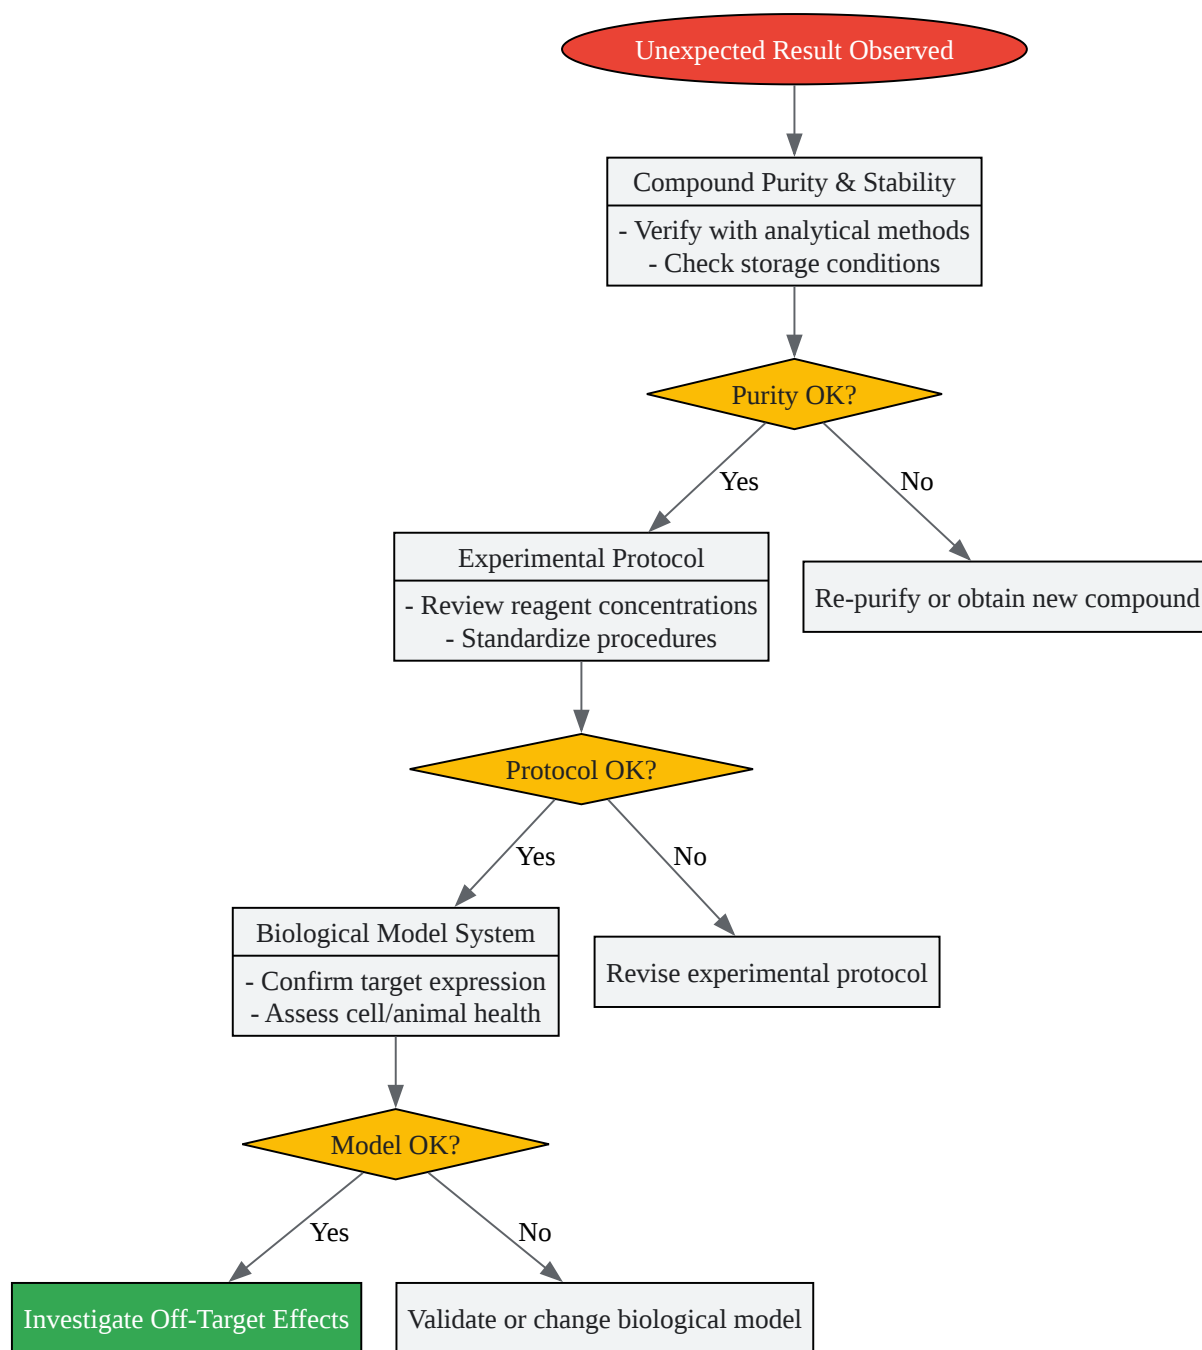 Unexpected Result Observed
Compound Purity & Stability
- Verify with analytical methods
- Check storage conditions
Purity OK?
Yes
No
Experimental Protocol
- Review reagent concentrations
- Standardize procedures
Re-purify or obtain new compound
Protocol OK?
Yes
No
Biological Model System
- Confirm target expression
- Assess cell/animal health
Revise experimental protocol
Model OK?
Yes
No
Investigate Off-Target Effects
Validate or change biological model